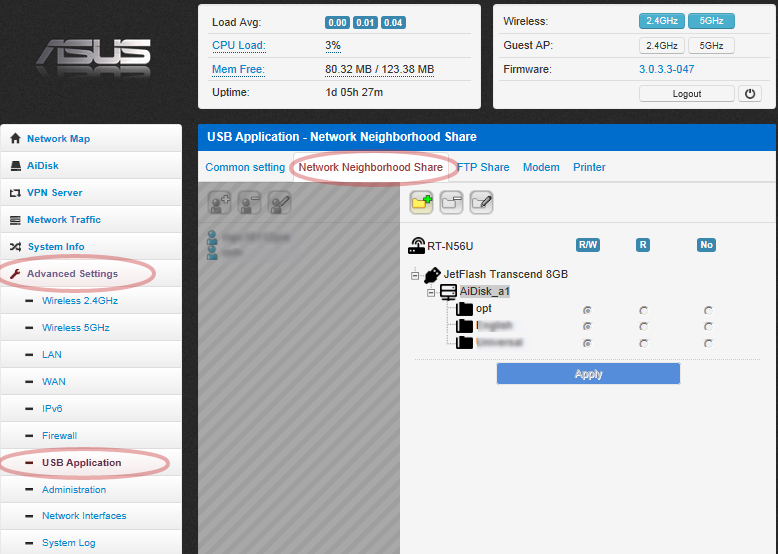 ASUS
Load Avg: 0.00 0.01 0.04
CPU Load: 3%
Mem Free: 80.32 MB / 123.38 MB
Uptime: 1d 05h 27m
Wireless: 2.4GHz 5GHz
Guest AP: 2.4GHz 5GHz
Firmware: 3.0.3.3-047
Logout
Network Map
AiDisk
VPN Server
Network Traffic
System Info
Advanced Settings
Wireless 2.4GHz
Wireless 5GHz
LAN
WAN
IPv6
Firewall
USB Application
Administration
Network Interfaces
System Log
USB Application - Network Neighborhood Share
Common setting Network Neighborhood Share FTP Share Modem Printer
RT-N56U R/W R No
JetFlash Transcend 8GB
AiDisk_a1
opt
Apply